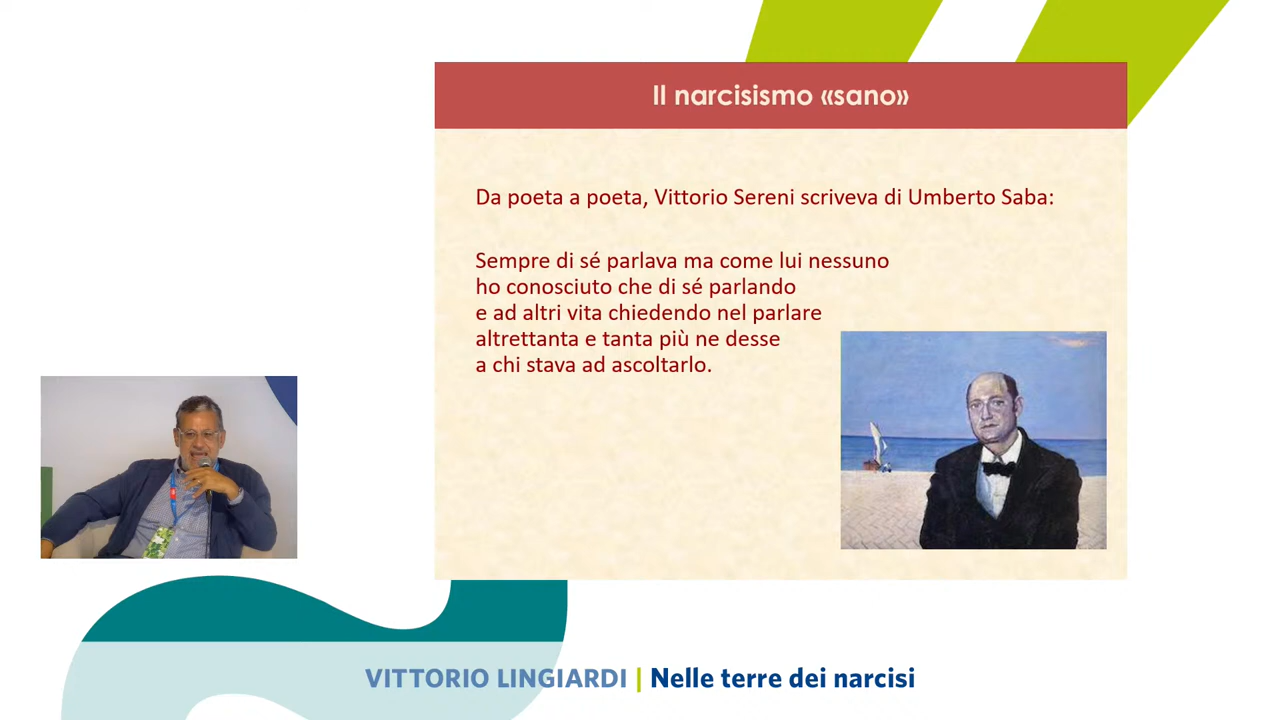 Il narcisismo «sano»
Da poeta a poeta, Vittorio Sereni scriveva di Umberto Saba:
Sempre di sé parlava ma come lui nessuno
ho conosciuto che di sé parlando
e ad altri vita chiedendo nel parlare
altrettanta e tanta più ne desse
a chi stava ad ascoltarlo.
VITTORIO LINGIARDI | Nelle terre dei narcisi